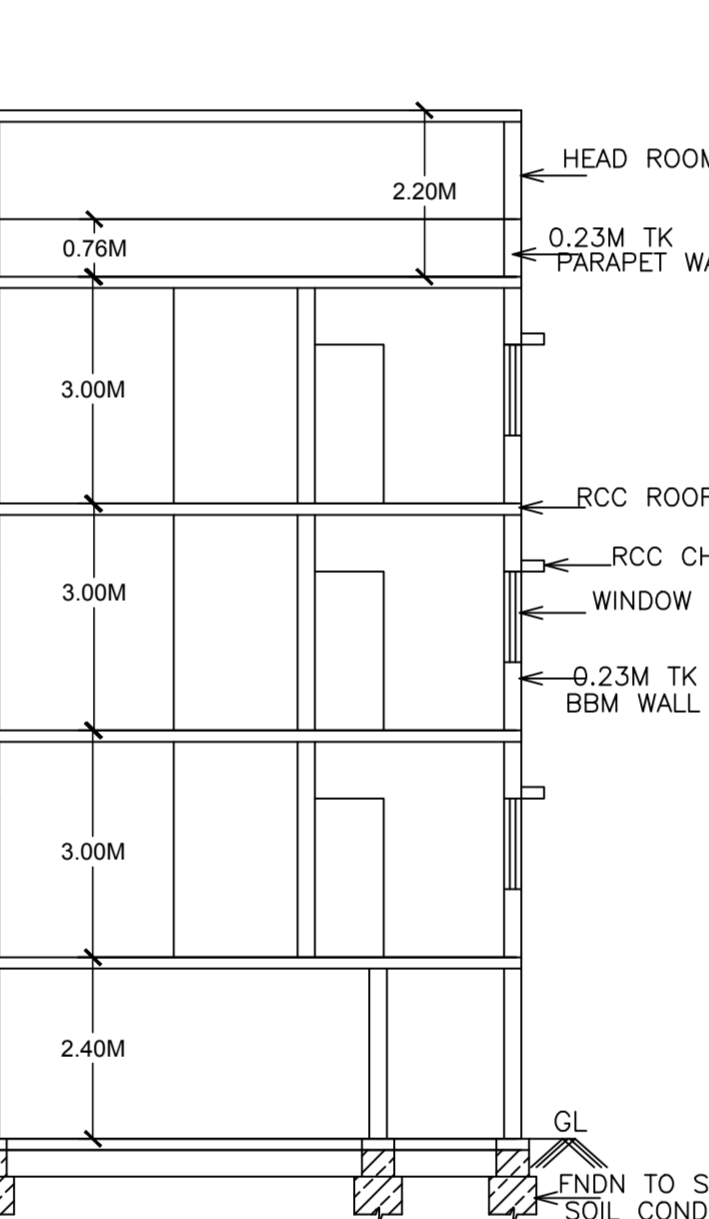 HEAD ROOM
2.20M
0.76M
0.23M TK
PARAPET WA
3.00M
RCC ROOF
RCC CH
3.00M
WINDOW
0.23M TK
BBM WALL
3.00M
2.40M
GL
FNDN TO S
SOIL COND